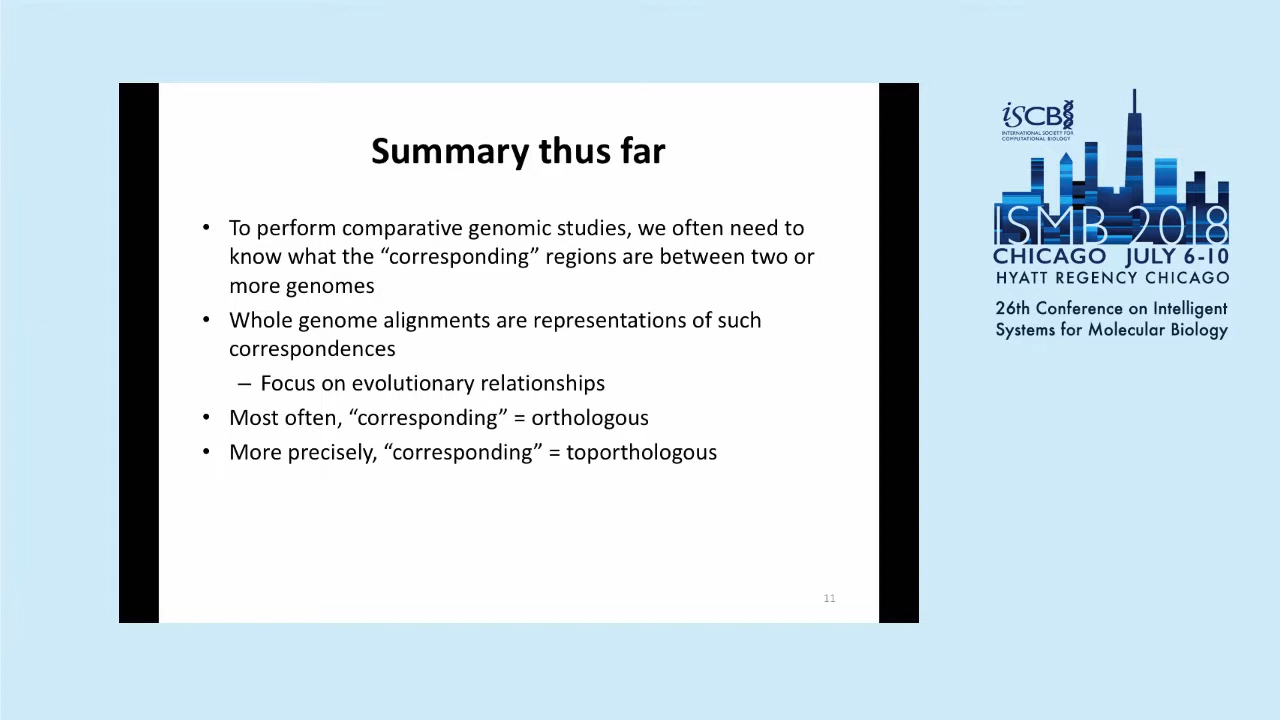 Summary thus far
• To perform comparative genomic studies, we often need to
know what the “corresponding” regions are between two or
more genomes
• Whole genome alignments are representations of such
correspondences
– Focus on evolutionary relationships
• Most often, “corresponding” = orthologous
• More precisely, “corresponding” = toporthologous
11
iSCB
INTERNATIONAL SOCIETY FOR
COMPUTATIONAL BIOLOGY
ISMB 2018
CHICAGO JULY 6-10
HYATT REGENCY CHICAGO
26th Conference on Intelligent
Systems for Molecular Biology